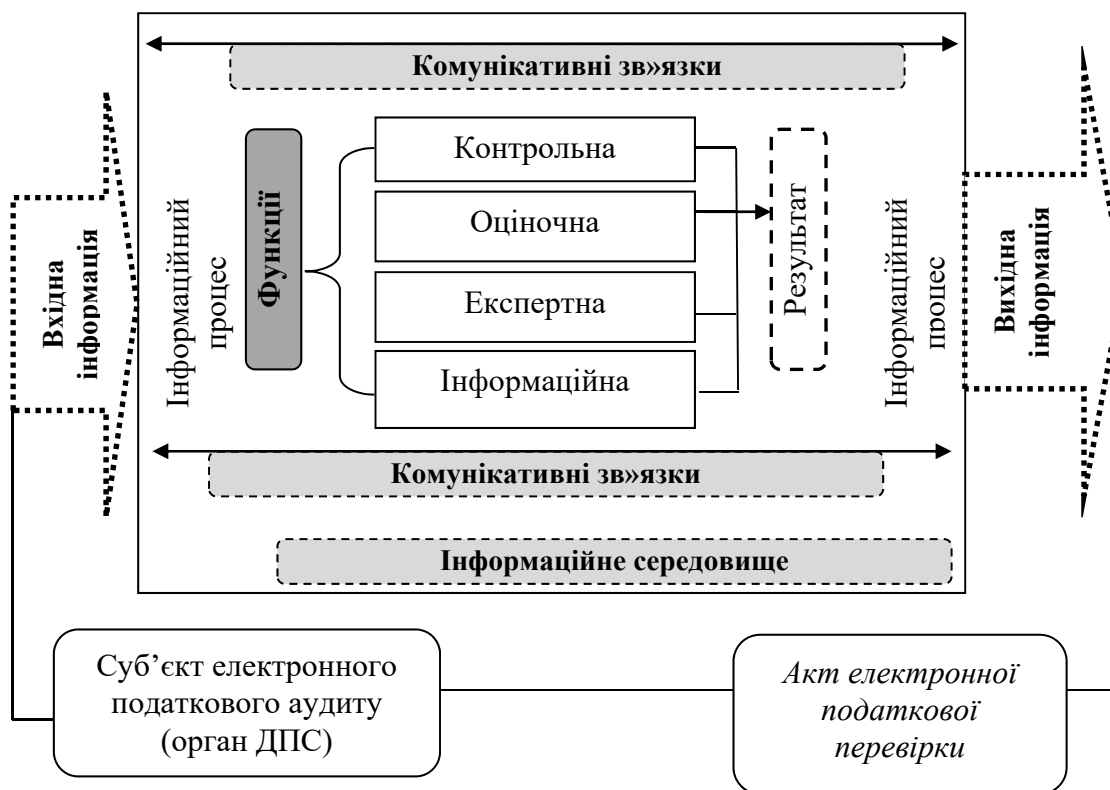 Комунікативні зв»язки
Вхідна
інформація
Інформаційний
процес
Функції
Контрольна
Оціночна
Експертна
Інформаційна
Результат
Інформаційний
процес
Вихідна
інформація
Комунікативні зв»язки
Інформаційне середовище
Суб’єкт електронного
податкового аудиту
(орган ДПС)
Акт електронної
податкової
перевірки